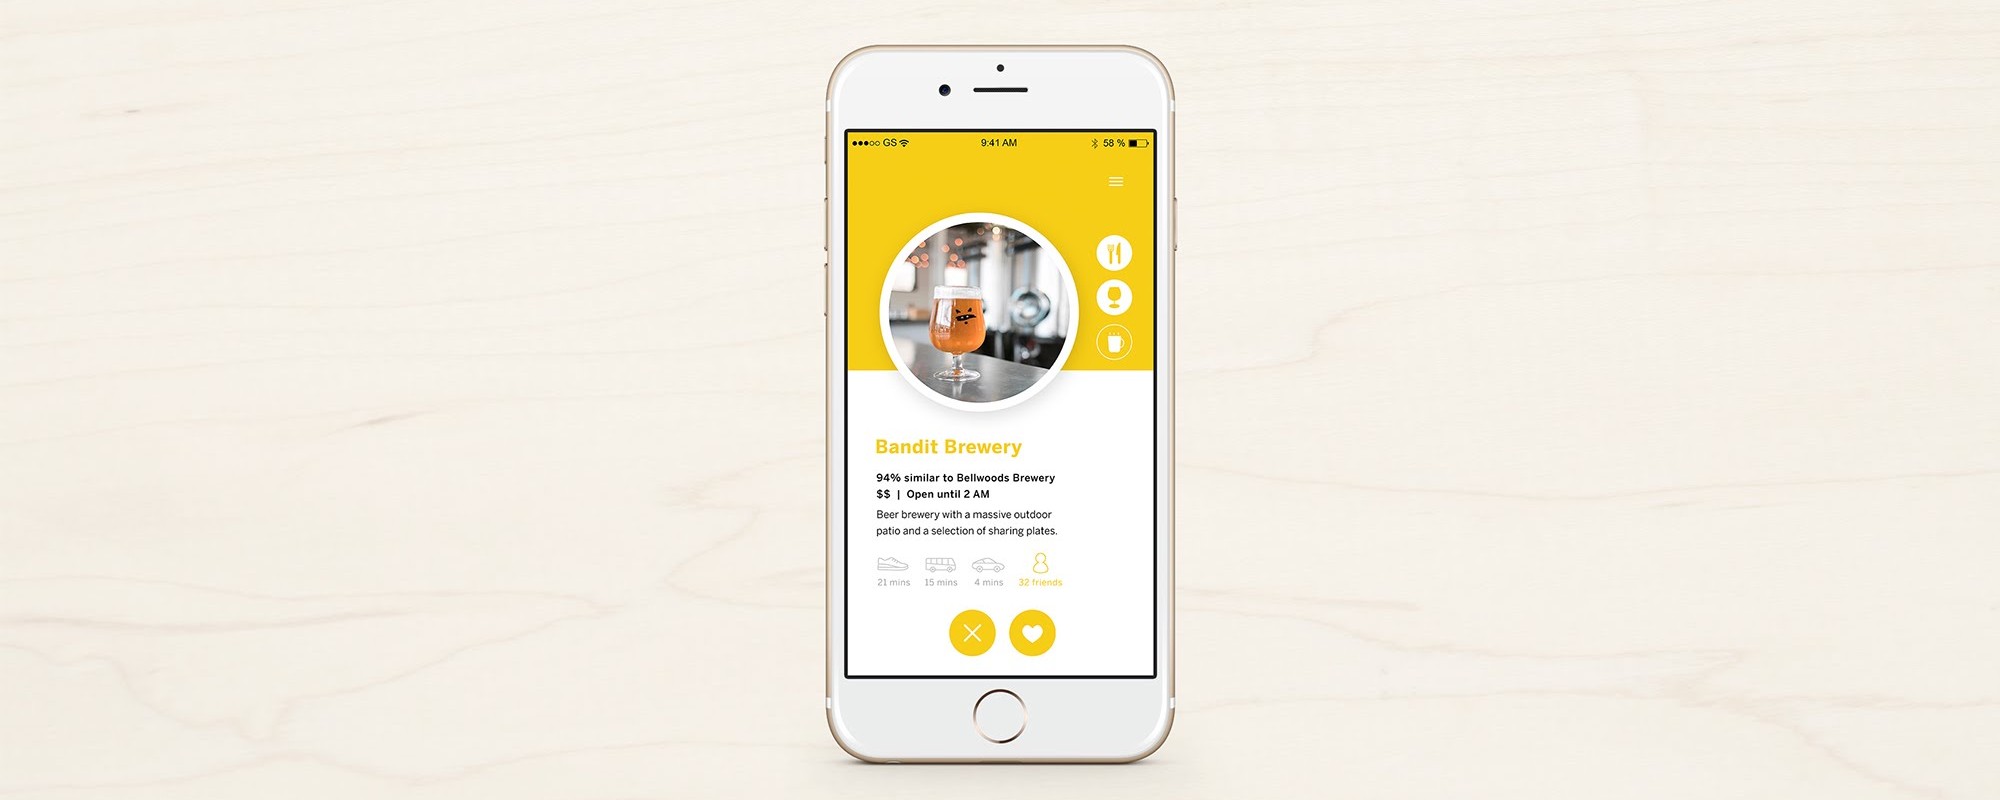 GS 9:41 AM 58 %
Bandit Brewery
94% similar to Bellwoods Brewery
$$ | Open until 2 AM
Beer brewery with a massive outdoor
patio and a selection of sharing plates.
21 mins 15 mins 4 mins 32 friends